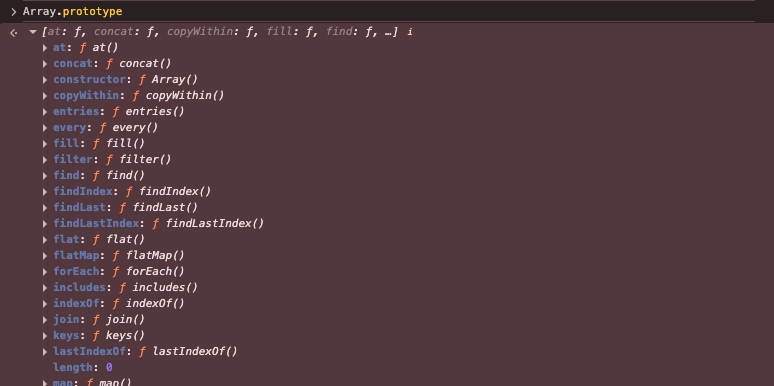 > Array.prototype
[at: ƒ, concat: ƒ, copyWithin: ƒ, fill: ƒ, find: ƒ, …] i
at: ƒ at()
concat: ƒ concat()
constructor: ƒ Array()
copyWithin: ƒ copyWithin()
entries: ƒ entries()
every: ƒ every()
fill: ƒ fill()
filter: ƒ filter()
find: ƒ find()
findIndex: ƒ findIndex()
findLast: ƒ findLast()
findLastIndex: ƒ findLastIndex()
flat: ƒ flat()
flatMap: ƒ flatMap()
forEach: ƒ forEach()
includes: ƒ includes()
indexOf: ƒ indexOf()
join: ƒ join()
keys: ƒ keys()
lastIndexOf: ƒ lastIndexOf()
length: 0
map: ƒ map()